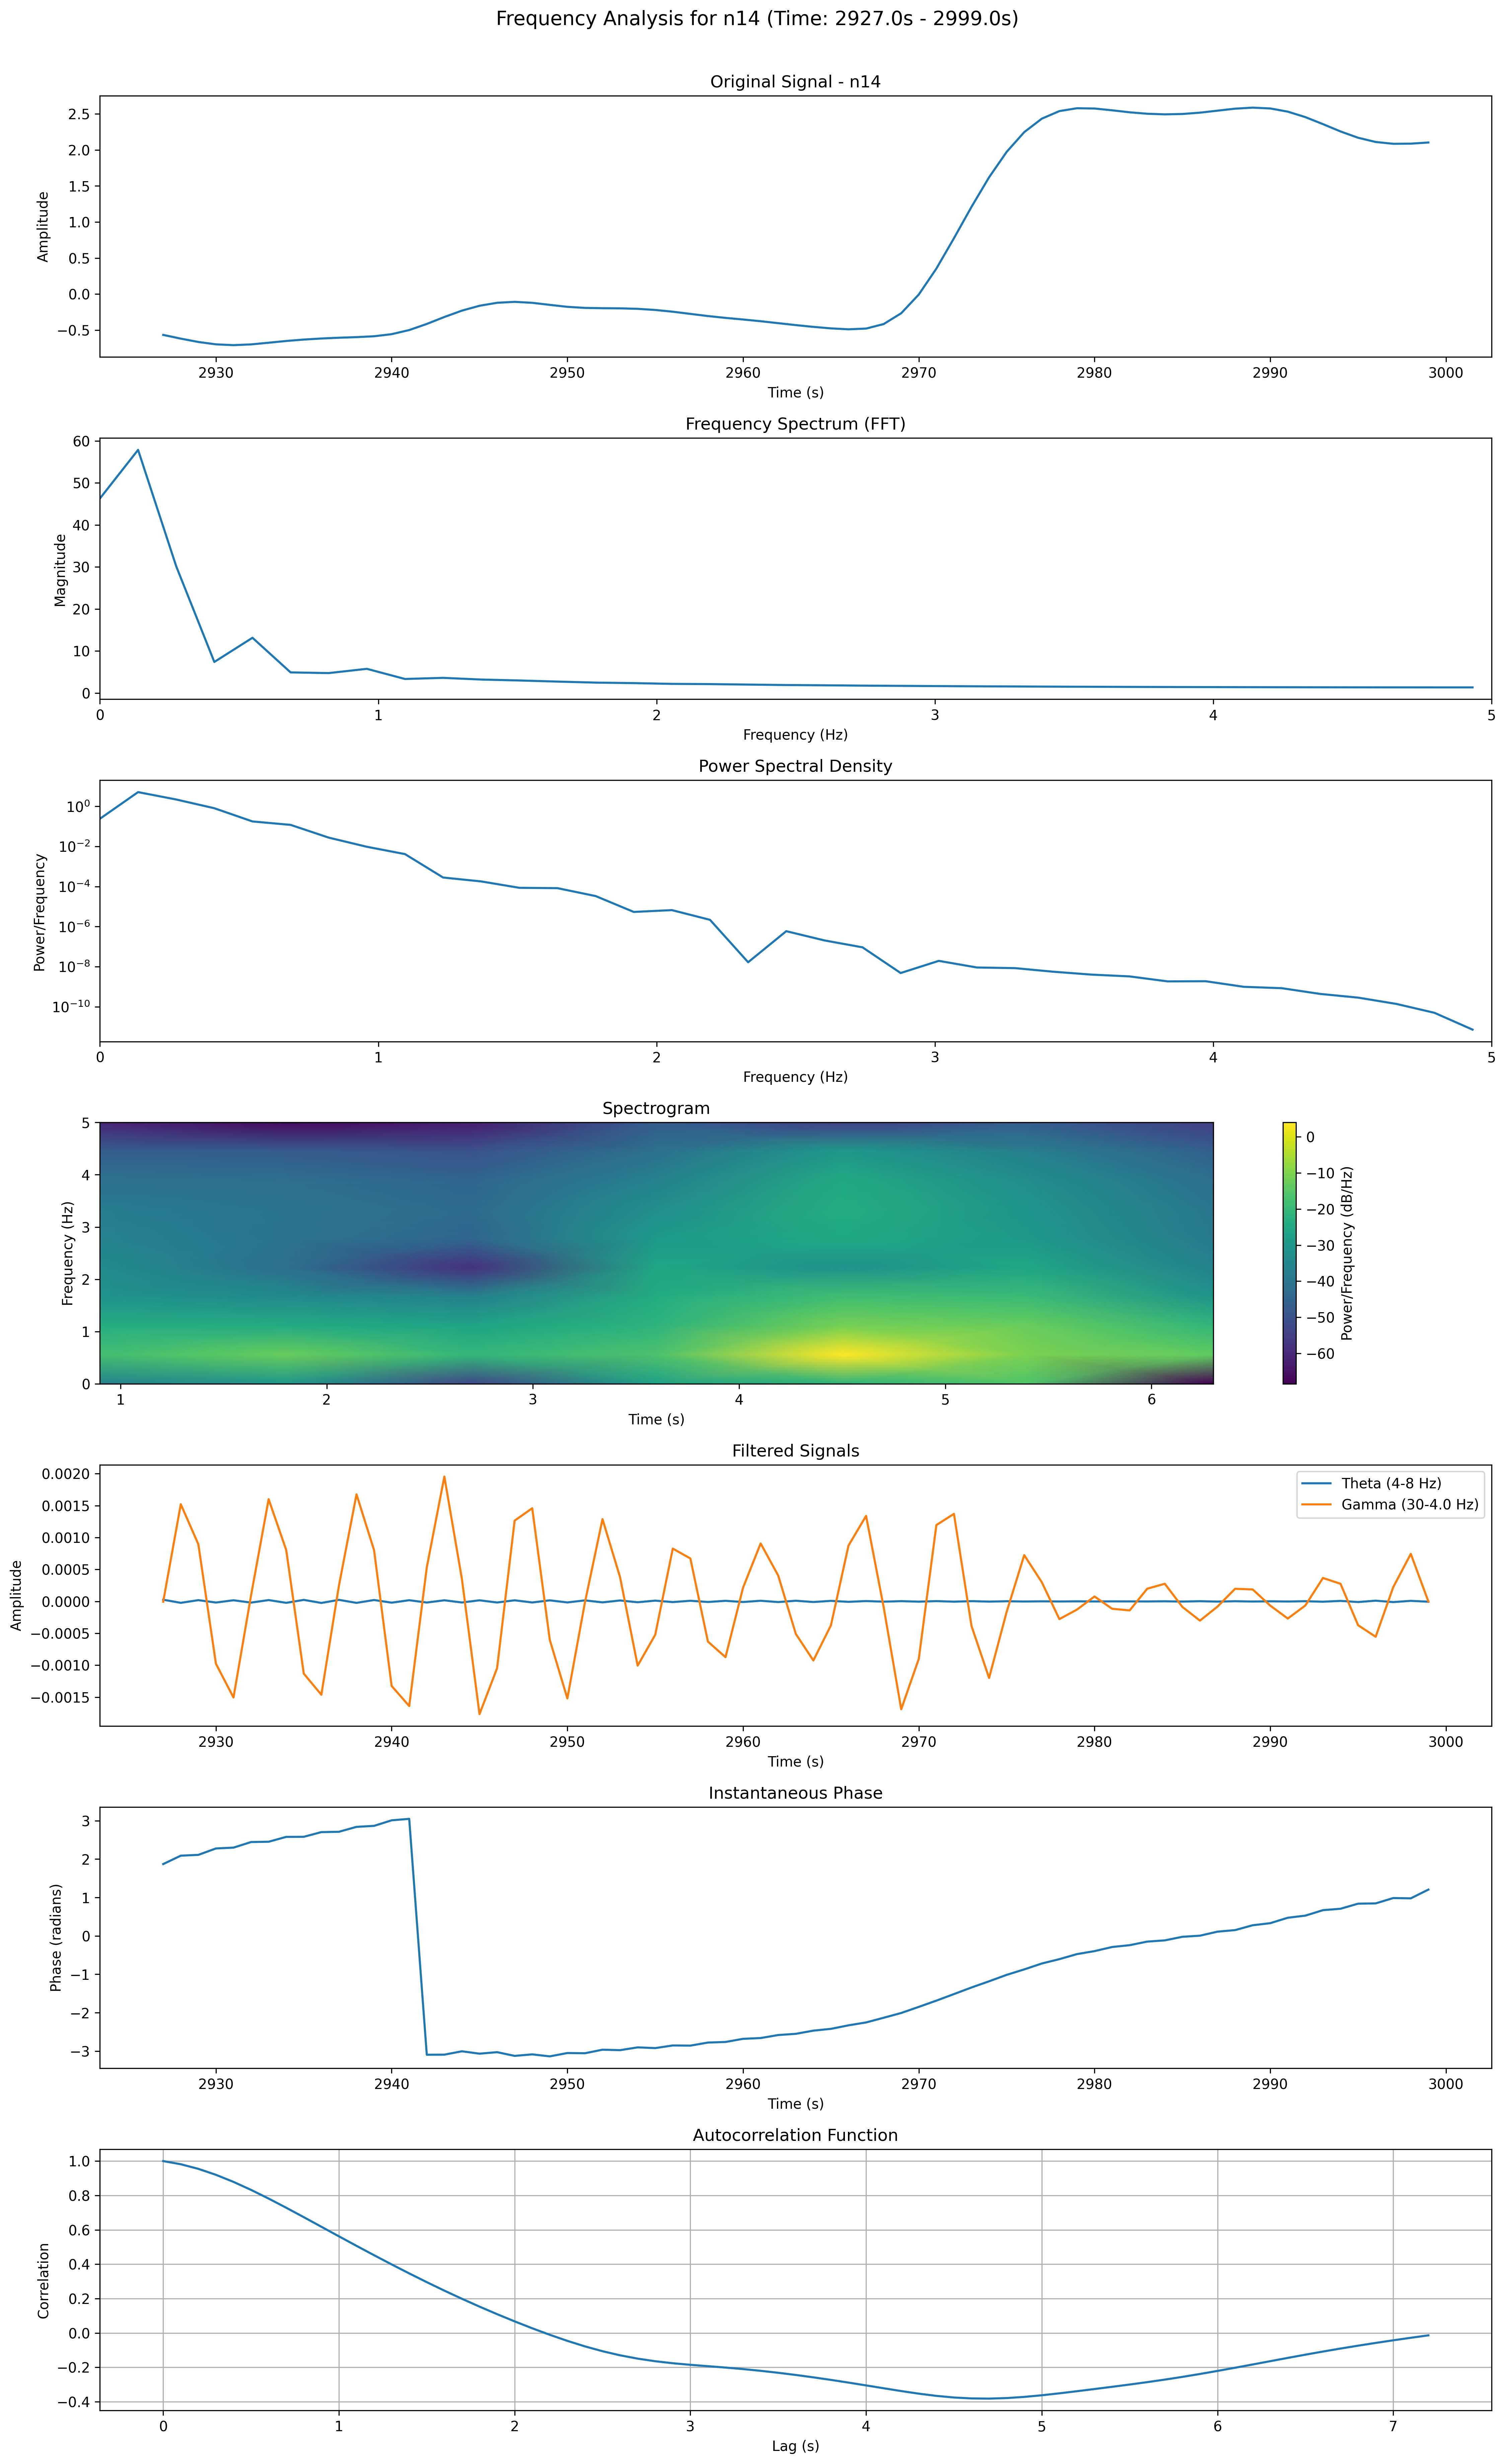 Frequency Analysis for n14 (Time: 2927.0s - 2999.0s)
Original Signal - n14
Amplitude
2.5
2.0
1.5
1.0
0.5
0.0
−0.5
2930 2940 2950 2960 2970 2980 2990 3000
Time (s)
Frequency Spectrum (FFT)
Magnitude
60
50
40
30
20
10
0
0 1 2 3 4 5
Frequency (Hz)
Power Spectral Density
Power/Frequency
10⁰
10⁻²
10⁻⁴
10⁻⁶
10⁻⁸
10⁻¹⁰
0 1 2 3 4 5
Frequency (Hz)
Spectrogram
Frequency (Hz)
5
4
3
2
1
0
1 2 3 4 5 6
Time (s)
0
−10
−20
−30
−40
−50
−60
Power/Frequency (dB/Hz)
Filtered Signals
Amplitude
0.0020
0.0015
0.0010
0.0005
0.0000
−0.0005
−0.0010
−0.0015
Theta (4-8 Hz)
Gamma (30-4.0 Hz)
2930 2940 2950 2960 2970 2980 2990 3000
Time (s)
Instantaneous Phase
Phase (radians)
3
2
1
0
−1
−2
−3
2930 2940 2950 2960 2970 2980 2990 3000
Time (s)
Autocorrelation Function
Correlation
1.0
0.8
0.6
0.4
0.2
0.0
−0.2
−0.4
0 1 2 3 4 5 6 7
Lag (s)